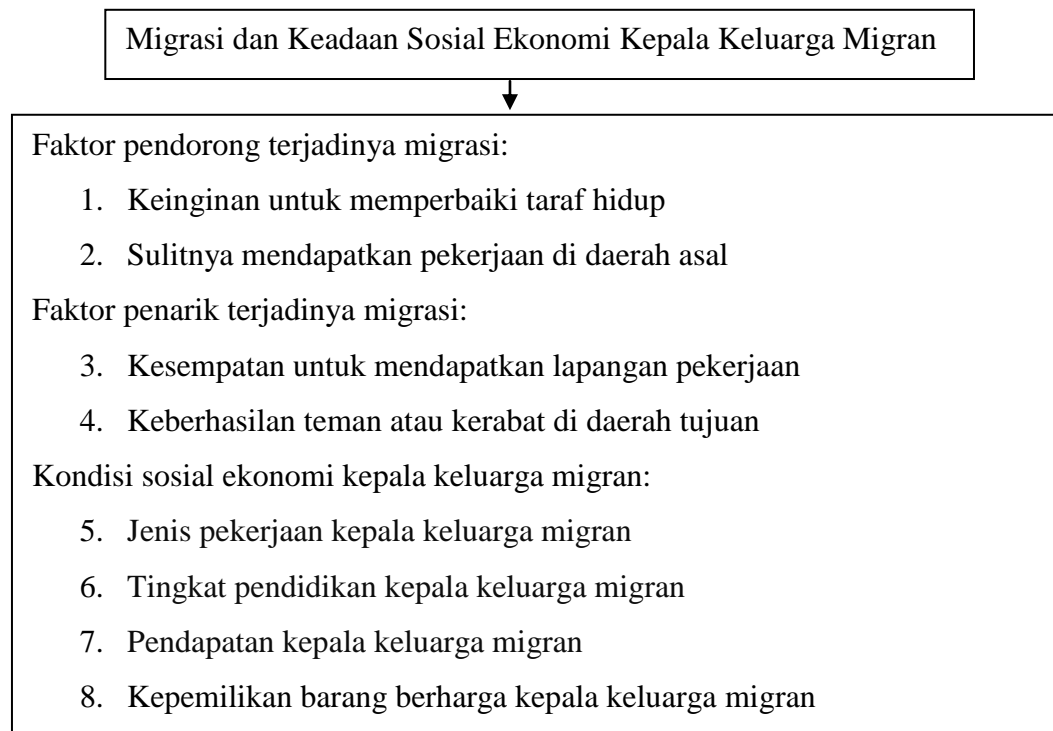 Migrasi dan Keadaan Sosial Ekonomi Kepala Keluarga Migran
Faktor pendorong terjadinya migrasi:
1. Keinginan untuk memperbaiki taraf hidup
2. Sulitnya mendapatkan pekerjaan di daerah asal
Faktor penarik terjadinya migrasi:
3. Kesempatan untuk mendapatkan lapangan pekerjaan
4. Keberhasilan teman atau kerabat di daerah tujuan
Kondisi sosial ekonomi kepala keluarga migran:
5. Jenis pekerjaan kepala keluarga migran
6. Tingkat pendidikan kepala keluarga migran
7. Pendapatan kepala keluarga migran
8. Kepemilikan barang berharga kepala keluarga migran